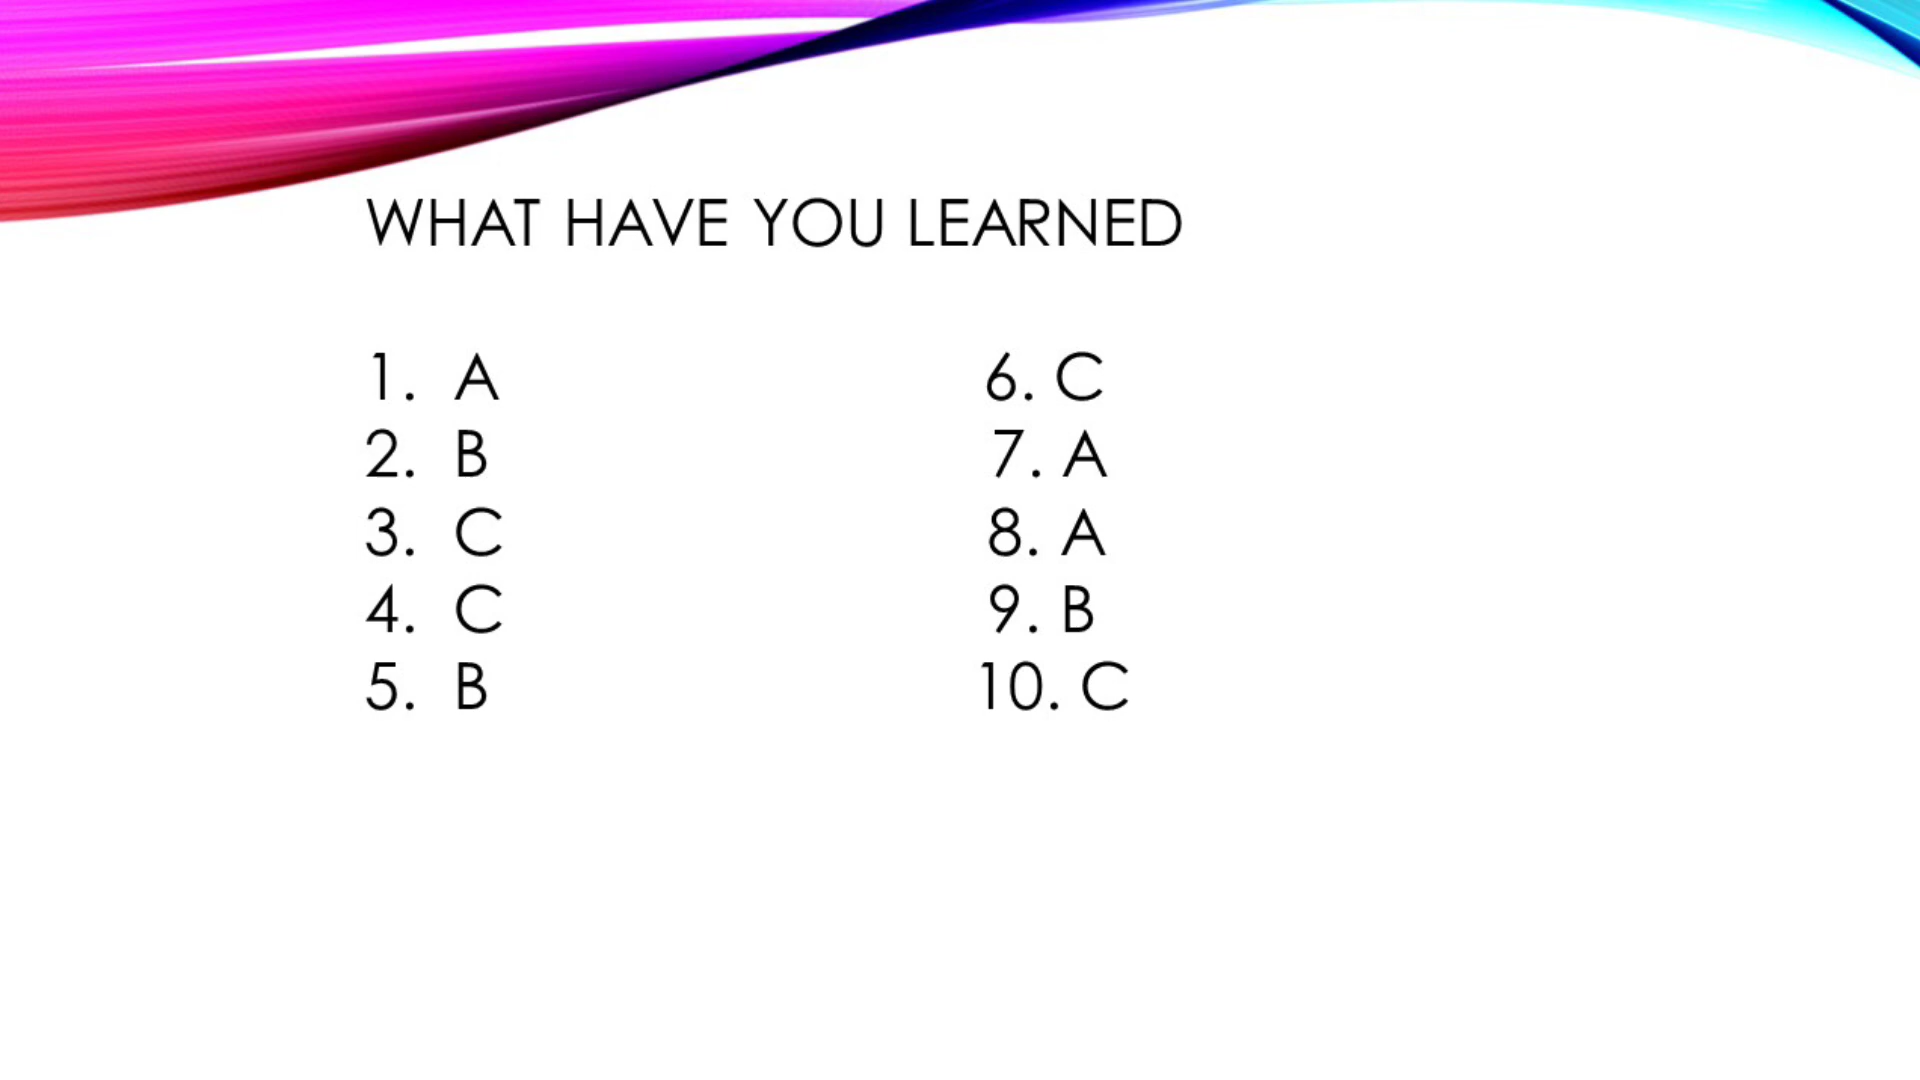 WHAT HAVE YOU LEARNED
1. A
2. B
3. C
4. C
5. B
6. C
7. A
8. A
9. B
10. C